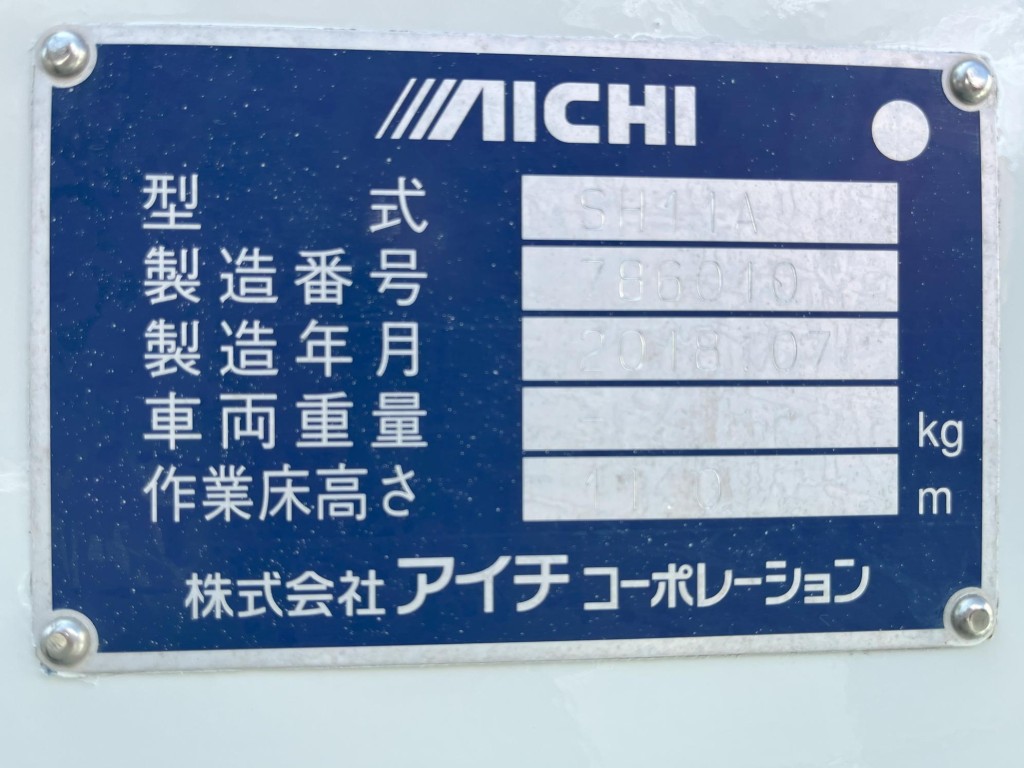 AICHI
型式 SH11A
製造番号 786010
製造年月 2018.07
車両重量 kg
作業床高さ 11.0 m
株式会社アイチコーポレーション